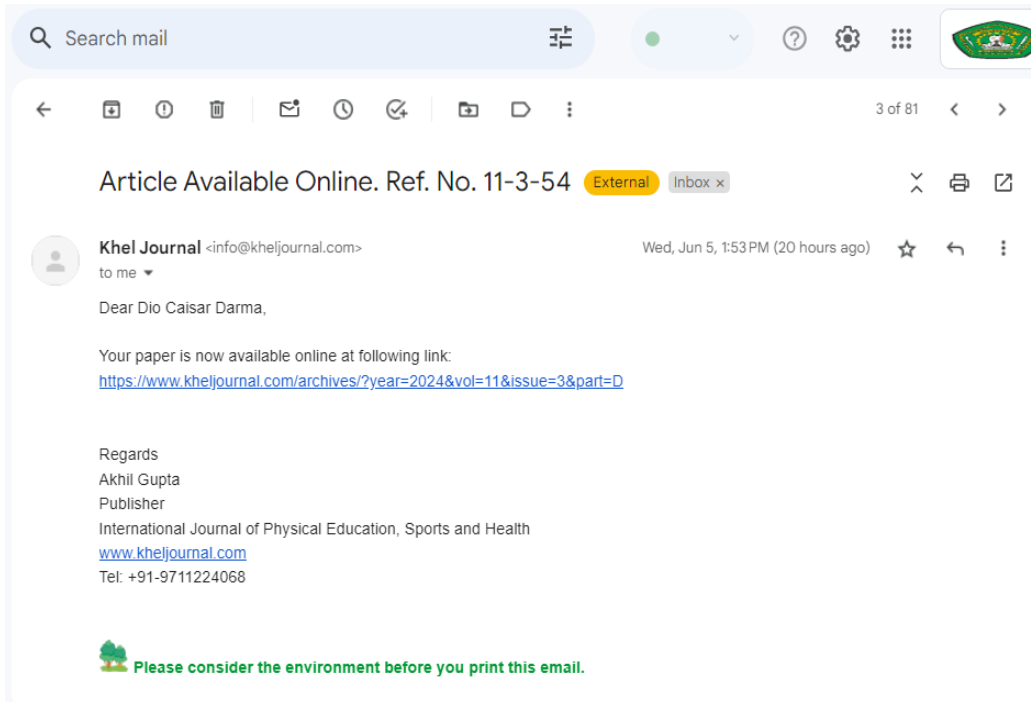 Search mail
3 of 81
Article Available Online. Ref. No. 11-3-54 External Inbox ×
Khel Journal <info@kheljournal.com> Wed, Jun 5, 1:53 PM (20 hours ago)
to me
Dear Dio Caisar Darma,
Your paper is now available online at following link:
https://www.kheljournal.com/archives/?year=2024&vol=11&issue=3&part=D
Regards
Akhil Gupta
Publisher
International Journal of Physical Education, Sports and Health
www.kheljournal.com
Tel: +91-9711224068
Please consider the environment before you print this email.